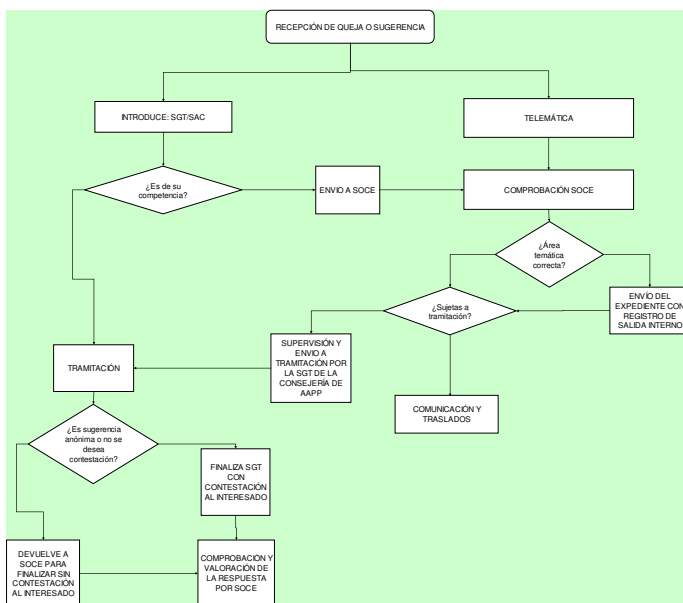 RECEPCIÓN DE QUEJA O SUGERENCIA
INTRODUCE: SGT/SAC
TELEMÁTICA
¿Es de su
competencia?
ENVIO A SOCE
COMPROBACIÓN SOCE
¿Área
temática
correcta?
ENVÍO DEL
EXPEDIENTE CON
REGISTRO DE
SALIDA INTERNO
¿Sujetas a
tramitación?
SUPERVISIÓN Y
ENVIO A
TRAMITACIÓN POR
LA SGT DE LA
CONSEJERÍA DE
AAPP
TRAMITACIÓN
COMUNICACIÓN Y
TRASLADOS
¿Es sugerencia
anónima o no se
desea
contestación?
FINALIZA SGT
CON
CONTESTACIÓN
AL INTERESADO
DEVUELVE A
SOCE PARA
FINALIZAR SIN
CONTESTACIÓN
AL INTERESADO
COMPROBACIÓN Y
VALORACIÓN DE
LA RESPUESTA
POR SOCE